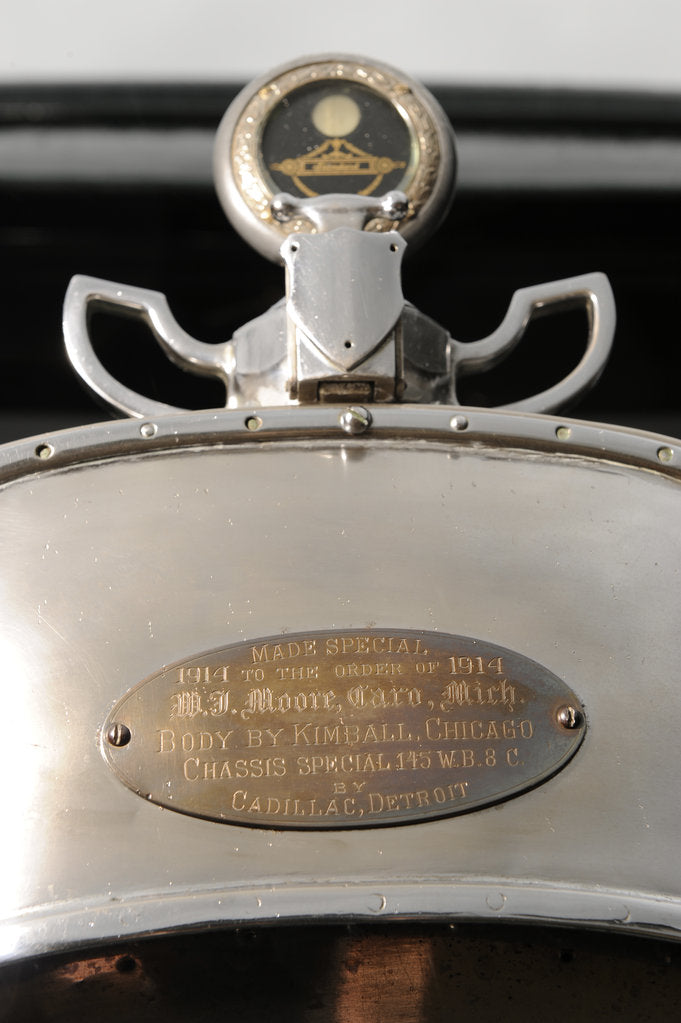 MADE SPECIAL
1914 TO THE ORDER OF 1914
W.J. Moore, Caro, Mich.
BODY BY KIMBALL, CHICAGO
CHASSIS SPECIAL 145 W.B. 8 C.
BY
CADILLAC, DETROIT